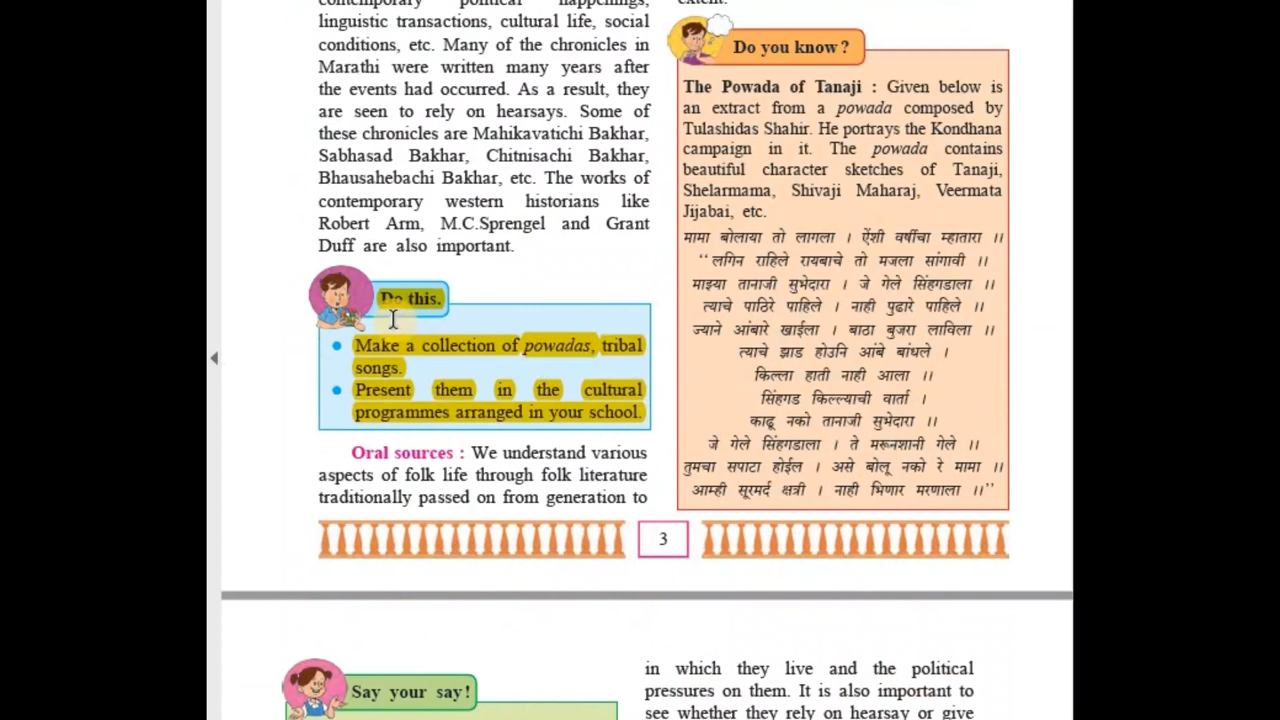 contemporary political happenings,
linguistic transactions, cultural life, social
conditions, etc. Many of the chronicles in
Marathi were written many years after
the events had occurred. As a result, they
are seen to rely on hearsays. Some of
these chronicles are Mahikavatichi Bakhar,
Sabhasad Bakhar, Chitnisachi Bakhar,
Bhausahebachi Bakhar, etc. The works of
contemporary western historians like
Robert Arm, M.C.Sprengel and Grant
Duff are also important.
Do this.
Make a collection of powadas, tribal
songs.
Present them in the cultural
programmes arranged in your school.
Oral sources : We understand various
aspects of folk life through folk literature
traditionally passed on from generation to
extent.
Do you know?
The Powada of Tanaji : Given below is
an extract from a powada composed by
Tulashidas Shahir. He portrays the Kondhana
campaign in it. The powada contains
beautiful character sketches of Tanaji,
Shelarmama, Shivaji Maharaj, Veermata
Jijabai, etc.
मामा बोलाया तो लागला । ऐंशी वर्षीचा म्हातारा ।।
“लगिन राहिले रायबाचे तो मजला सांगावी ।।
माझ्या तानाजी सुभेदारा । जे गेले सिंहगडाला ।।
त्याचे पाठिरे पाहिले । नाही पुढारे पाहिले ।।
ज्याने आंबारे खाईला । बाठा बुजरा लाविला ।।
त्याचे झाड होउनि आंबे बांधले ।
किल्ला हाती नाही आला ।।
सिंहगड किल्ल्याची वार्ता ।
काढू नको तानाजी सुभेदारा ।।
जे गेले सिंहगडाला । ते मरूनशानी गेले ।।
तुमचा सपाटा होईल । असे बोलू नको रे मामा ।।
आम्ही सूरमर्द क्षत्री । नाही भिणार मरणाला ।।”
3
Say your say!
in which they live and the political
pressures on them. It is also important to
see whether they rely on hearsay or give